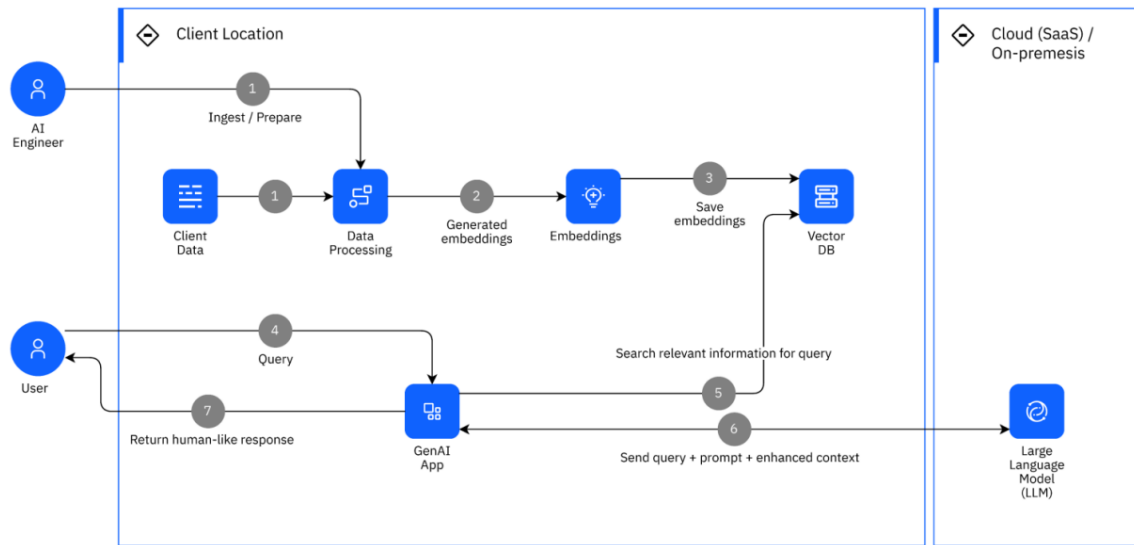 Client Location
Cloud (SaaS) /
On-premesis
1
Ingest / Prepare
AI
Engineer
1
2
3
Client
Data
Data
Processing
Generated
embeddings
Embeddings
Save
embeddings
Vector
DB
4
Query
User
Search relevant information for query
5
7
Return human-like response
GenAI
App
6
Send query + prompt + enhanced context
Large
Language
Model
(LLM)